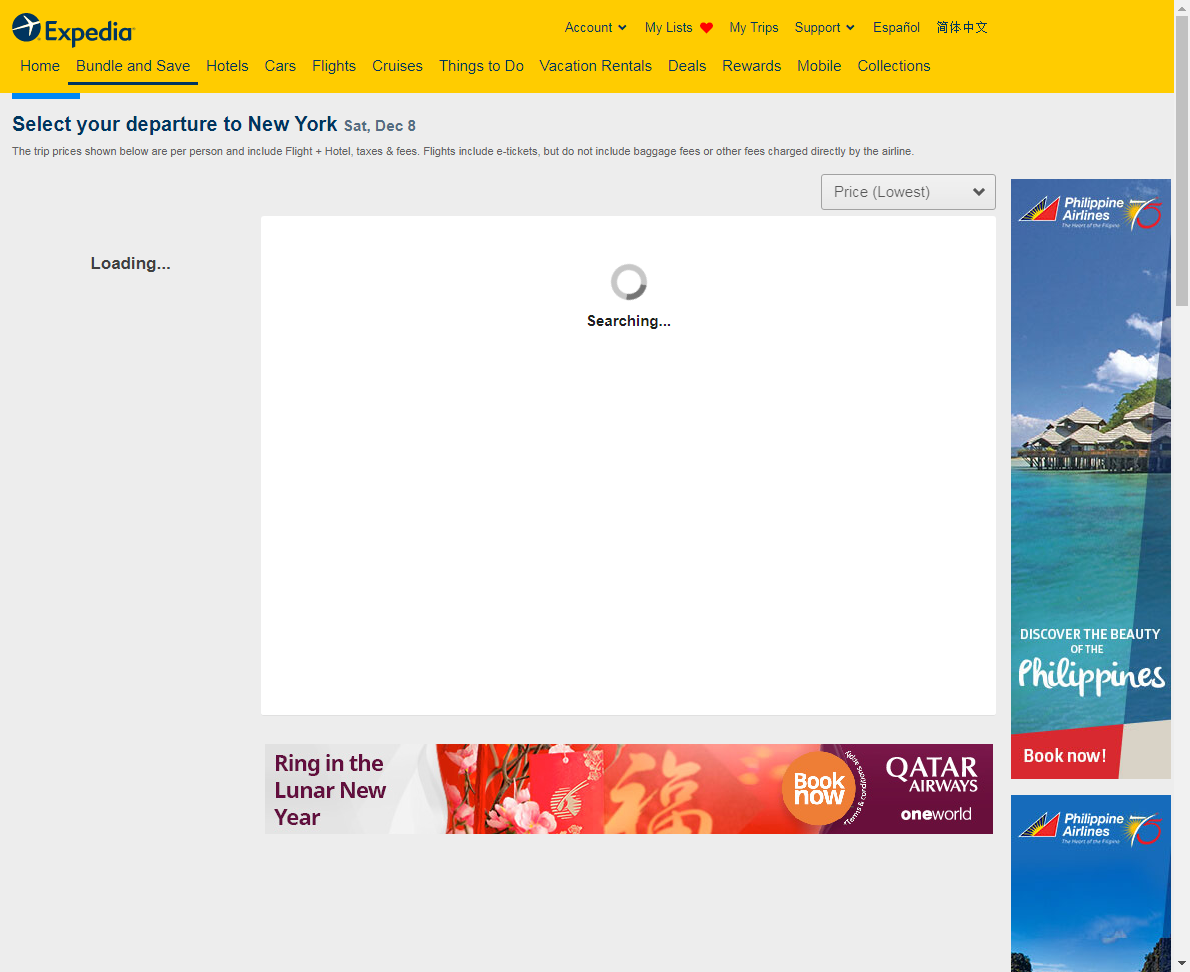 Expedia
Account
My Lists
My Trips
Support
Español
简体中文
Home
Bundle and Save
Hotels
Cars
Flights
Cruises
Things to Do
Vacation Rentals
Deals
Rewards
Mobile
Collections
Select your departure to New York Sat, Dec 8
The trip prices shown below are per person and include Flight + Hotel, taxes & fees. Flights include e-tickets, but do not include baggage fees or other fees charged directly by the airline.
Price (Lowest)
Loading...
Searching...
Philippine
Airlines
The Heart of the Filipino
75
DISCOVER THE BEAUTY
OF THE
Philippines
Book now!
Ring in the
Lunar New
Year
福
Book
now
Terms & conditions apply
QATAR
AIRWAYS
oneworld
Philippine
Airlines
The Heart of the Filipino
75